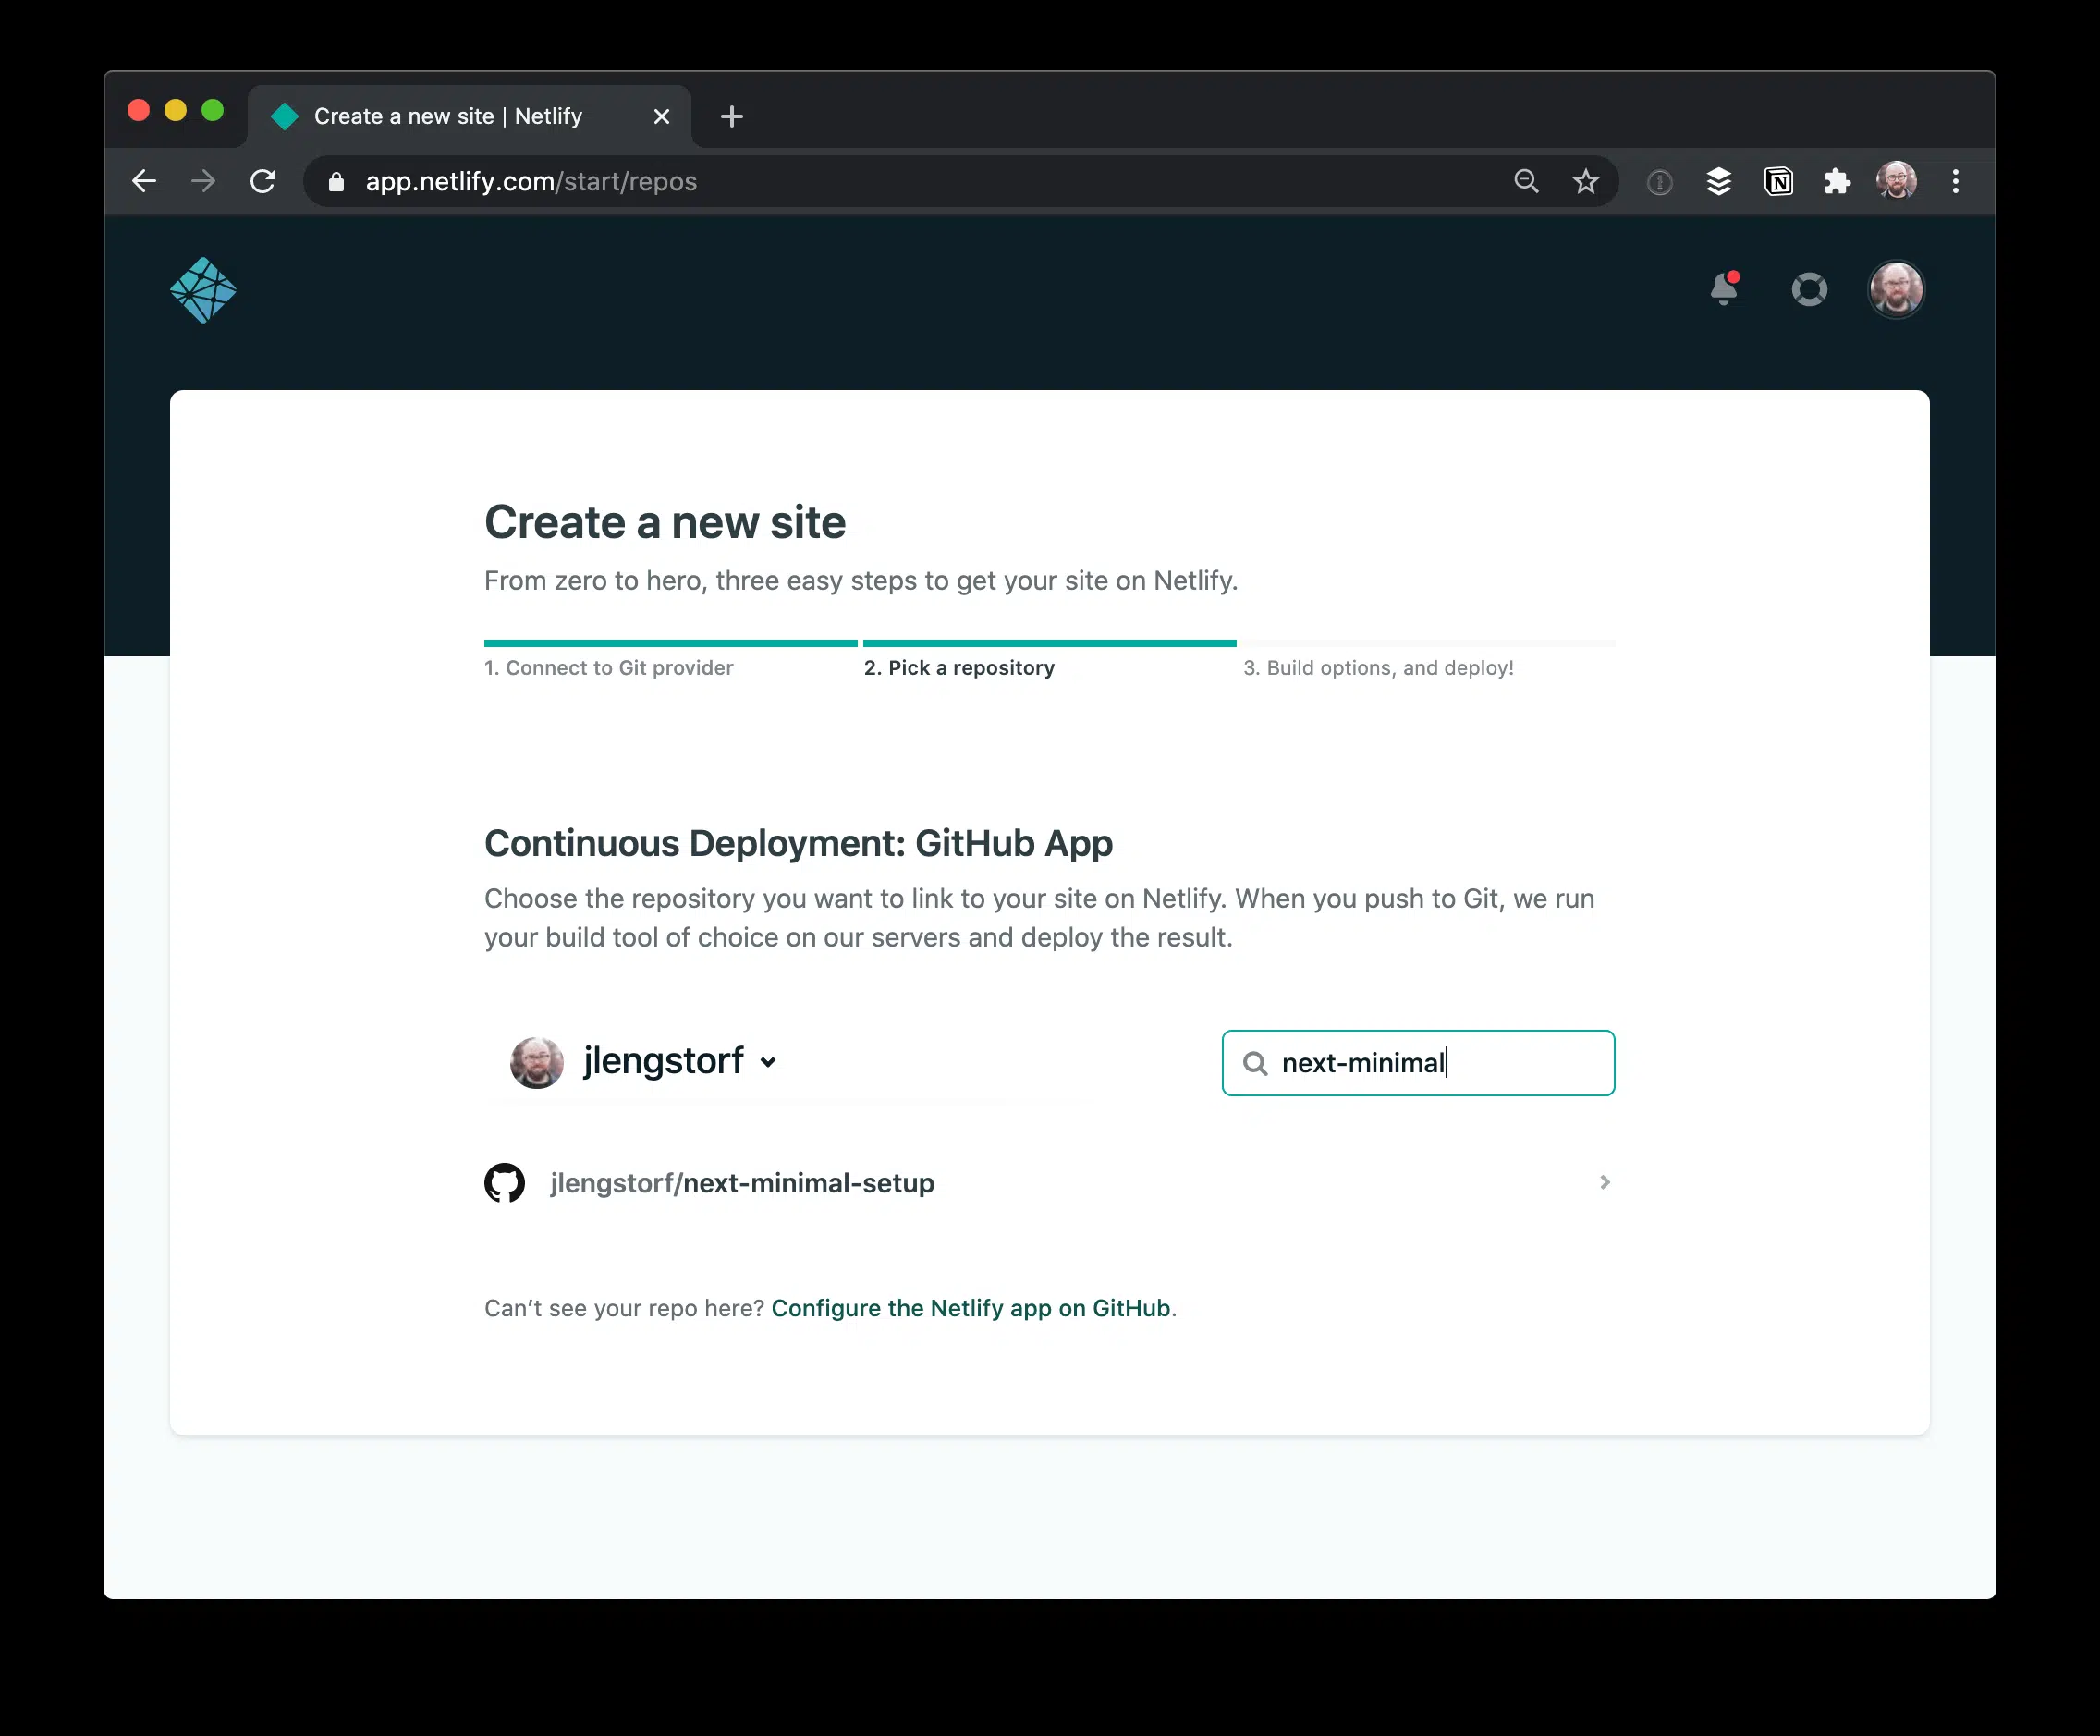 Create a new site | Netlify
app.netlify.com/start/repos
Create a new site
From zero to hero, three easy steps to get your site on Netlify.
1. Connect to Git provider
2. Pick a repository
3. Build options, and deploy!
Continuous Deployment: GitHub App
Choose the repository you want to link to your site on Netlify. When you push to Git, we run
your build tool of choice on our servers and deploy the result.
jlengstorf
next-minimal
jlengstorf/next-minimal-setup
Can’t see your repo here? Configure the Netlify app on GitHub.